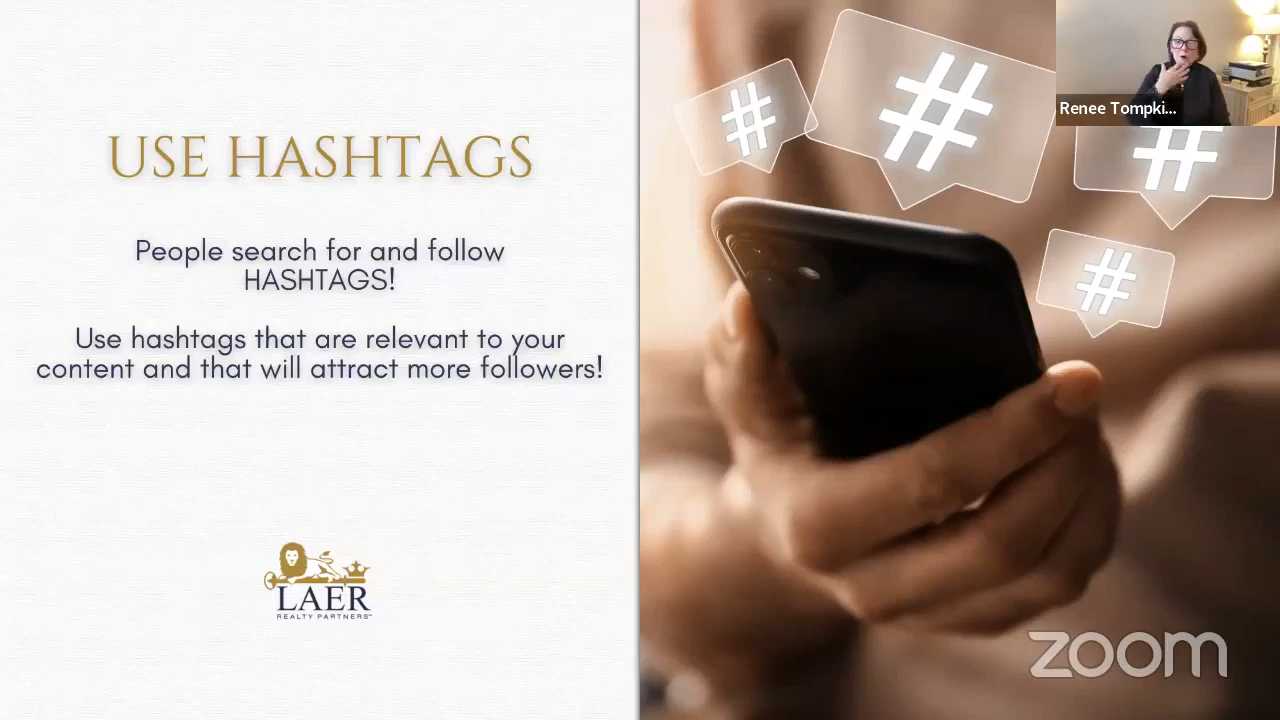 USE HASHTAGS
People search for and follow
HASHTAGS!
Use hashtags that are relevant to your
content and that will attract more followers!
LAER
REALTY PARTNERS™
#
#
#
#
Renee Tompki...
zoom